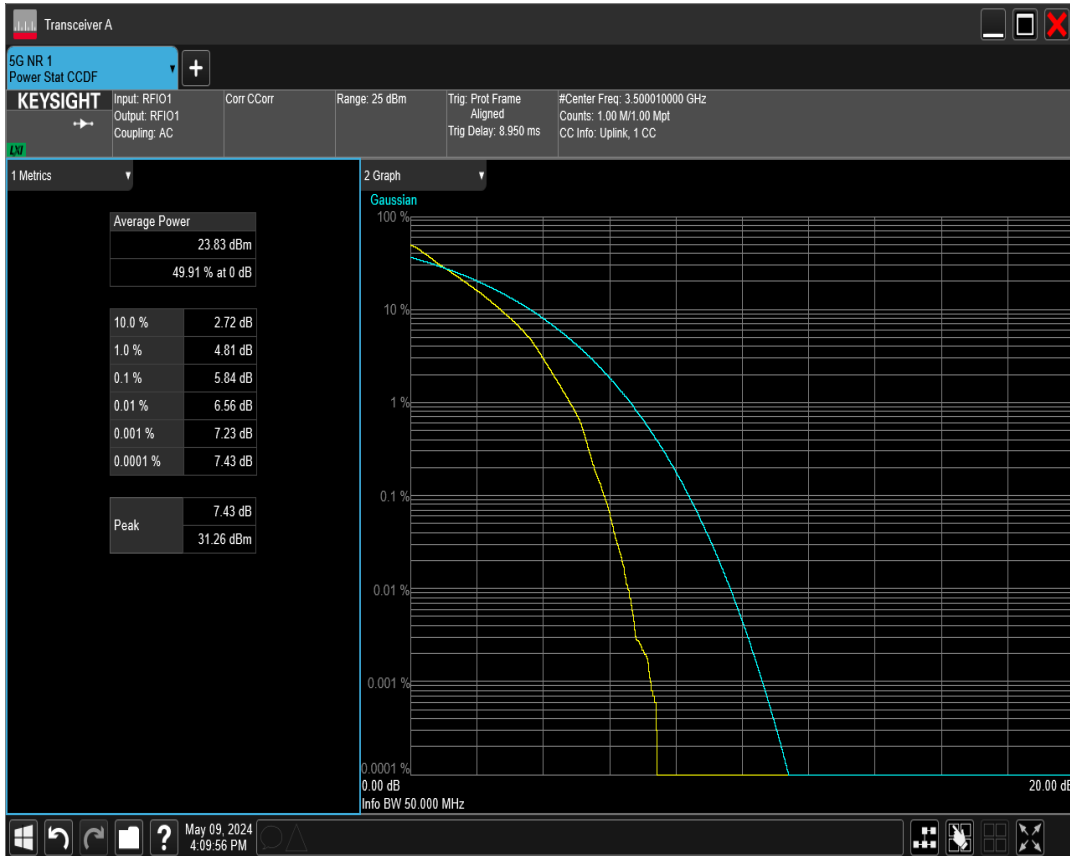 Transceiver A
5G NR 1
Power Stat CCDF
KEYSIGHT
LXI
Input: RFIO1
Output: RFIO1
Coupling: AC
Corr CCorr
Range: 25 dBm
Trig: Prot Frame
Aligned
Trig Delay: 8.950 ms
#Center Freq: 3.500010000 GHz
Counts: 1.00 M/1.00 Mpt
CC Info: Uplink, 1 CC
1 Metrics
Average Power
23.83 dBm
49.91 % at 0 dB
10.0 % 2.72 dB
1.0 % 4.81 dB
0.1 % 5.84 dB
0.01 % 6.56 dB
0.001 % 7.23 dB
0.0001 % 7.43 dB
Peak 7.43 dB
31.26 dBm
2 Graph
Gaussian
100 %
10 %
1 %
0.1 %
0.01 %
0.001 %
0.0001 %
0.00 dB 20.00 dB
Info BW 50.000 MHz
?
May 09, 2024
4:09:56 PM